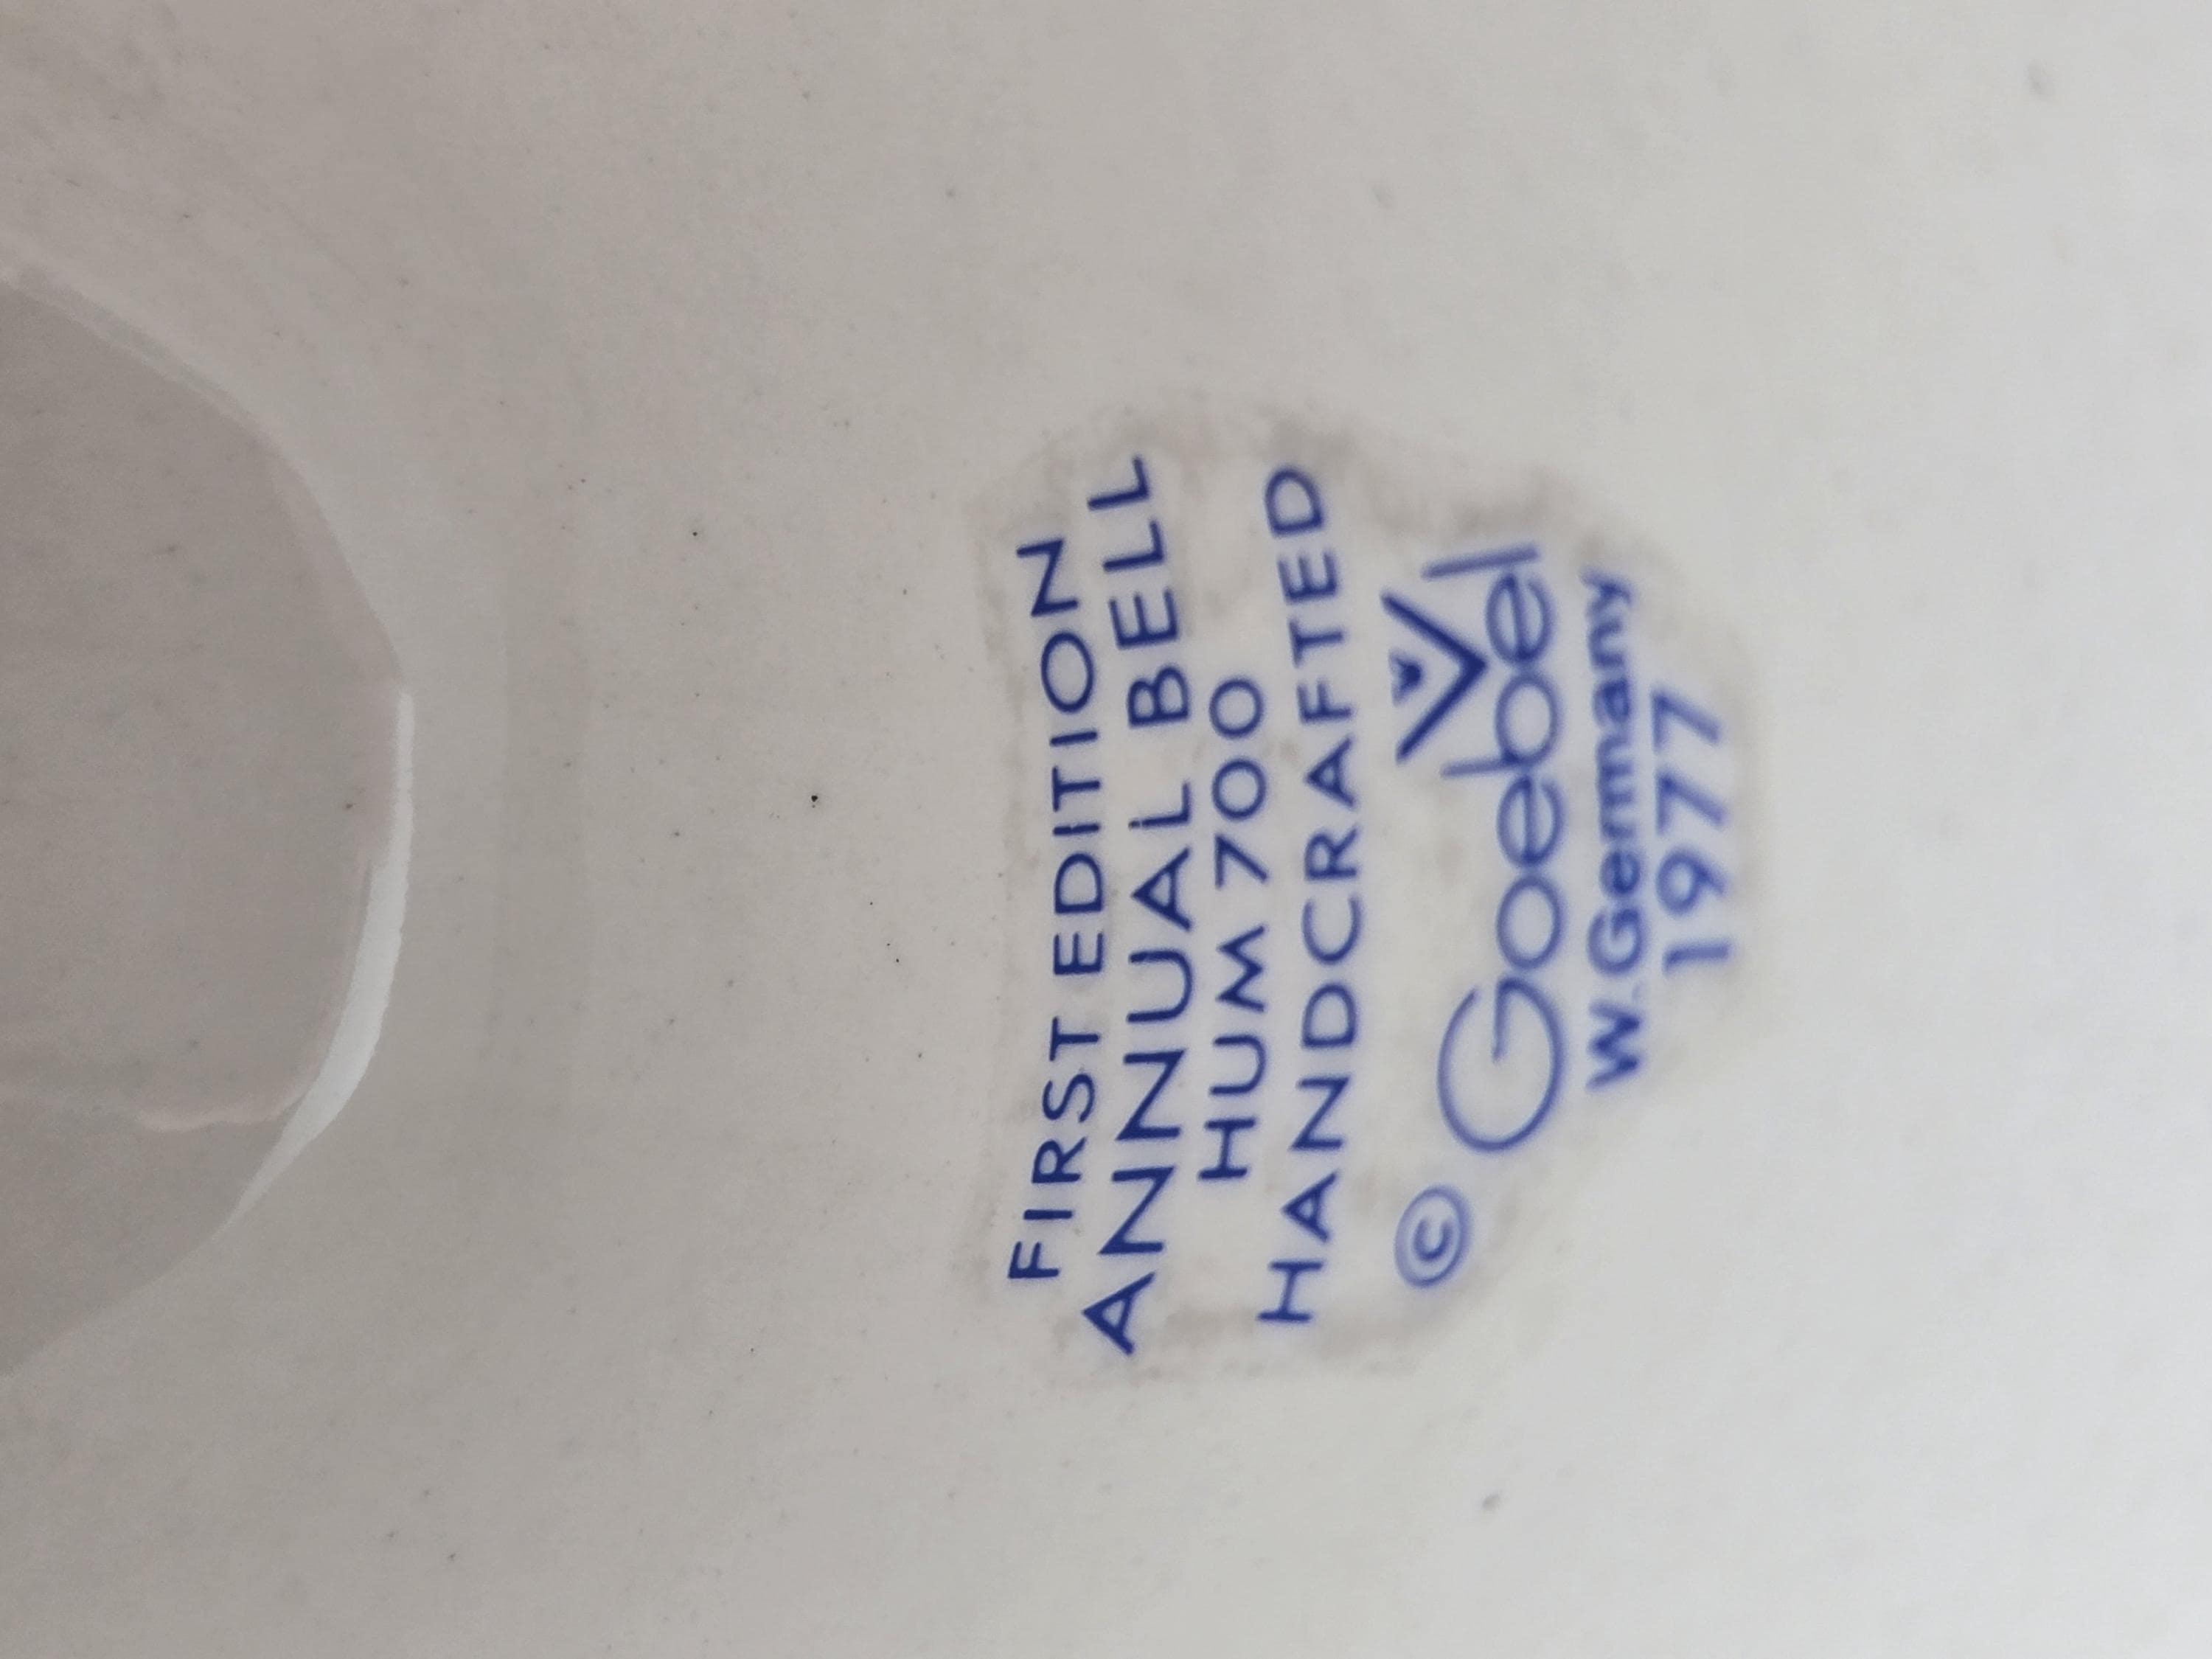 FIRST EDITION
ANNUAL BELL
HUM 700
HANDCRAFTED
© Goebel
W. Germany
1977